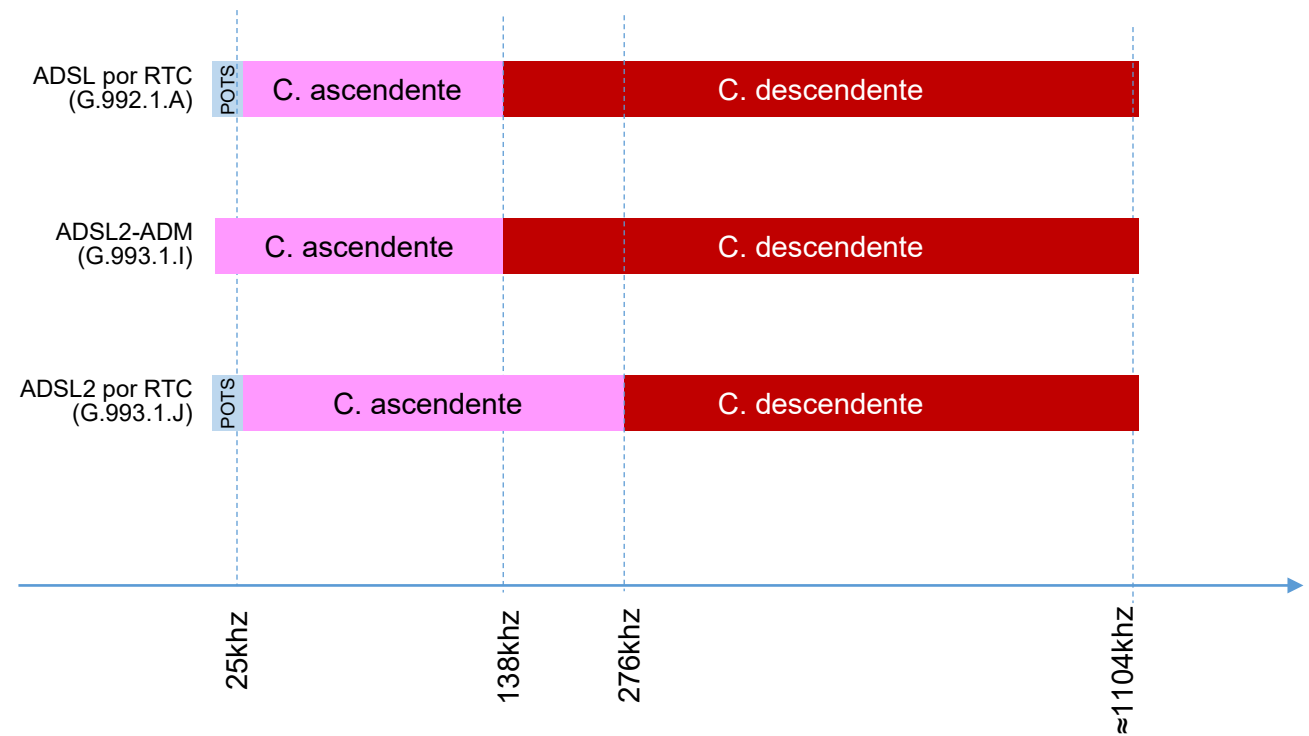 ADSL por RTC
(G.992.1.A)
POTS
C. ascendente
C. descendente
ADSL2-ADM
(G.993.1.I)
C. ascendente
C. descendente
ADSL2 por RTC
(G.993.1.J)
POTS
C. ascendente
C. descendente
25khz
138khz
276khz
≈1104khz